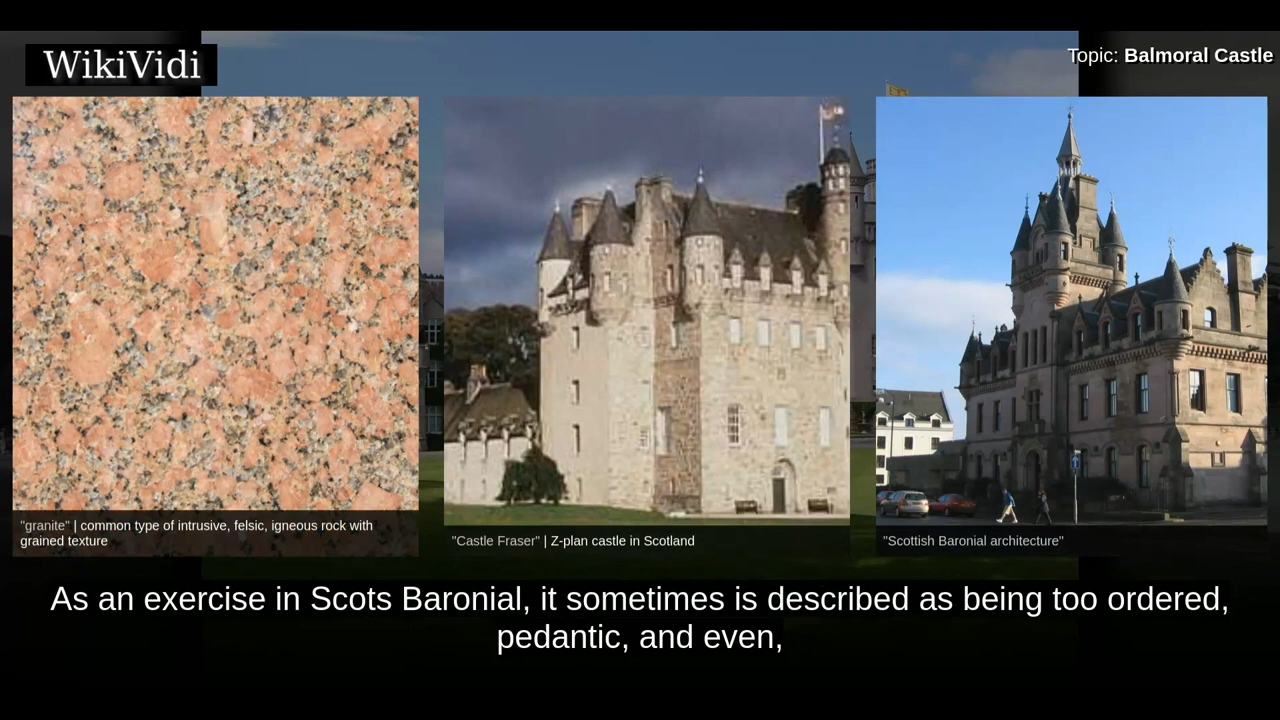 WikiVidi
Topic: Balmoral Castle
"granite" | common type of intrusive, felsic, igneous rock with
grained texture
"Castle Fraser" | Z-plan castle in Scotland
"Scottish Baronial architecture"
As an exercise in Scots Baronial, it sometimes is described as being too ordered,
pedantic, and even,